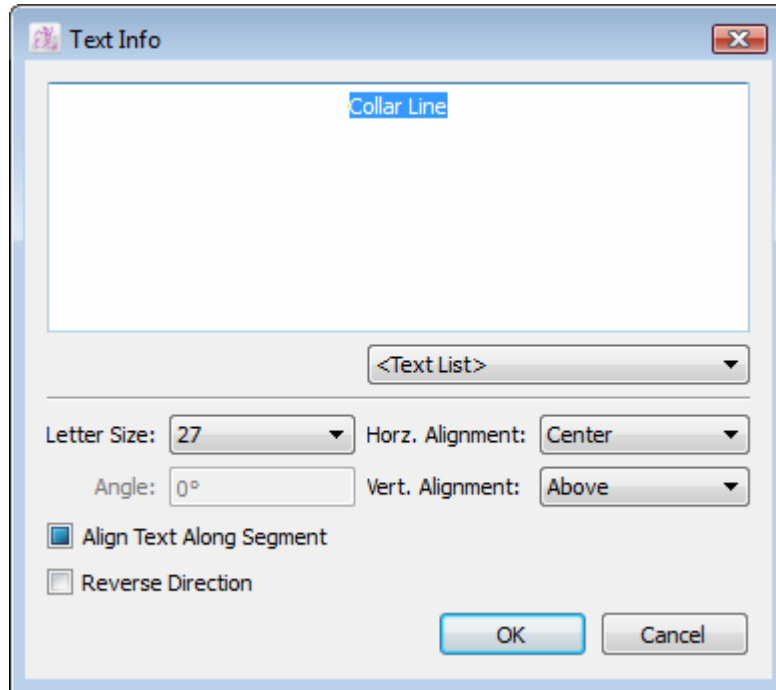 Text Info
Collar Line
<Text List>
Letter Size: 27 Horz. Alignment: Center
Angle: 0° Vert. Alignment: Above
Align Text Along Segment
Reverse Direction
OK Cancel